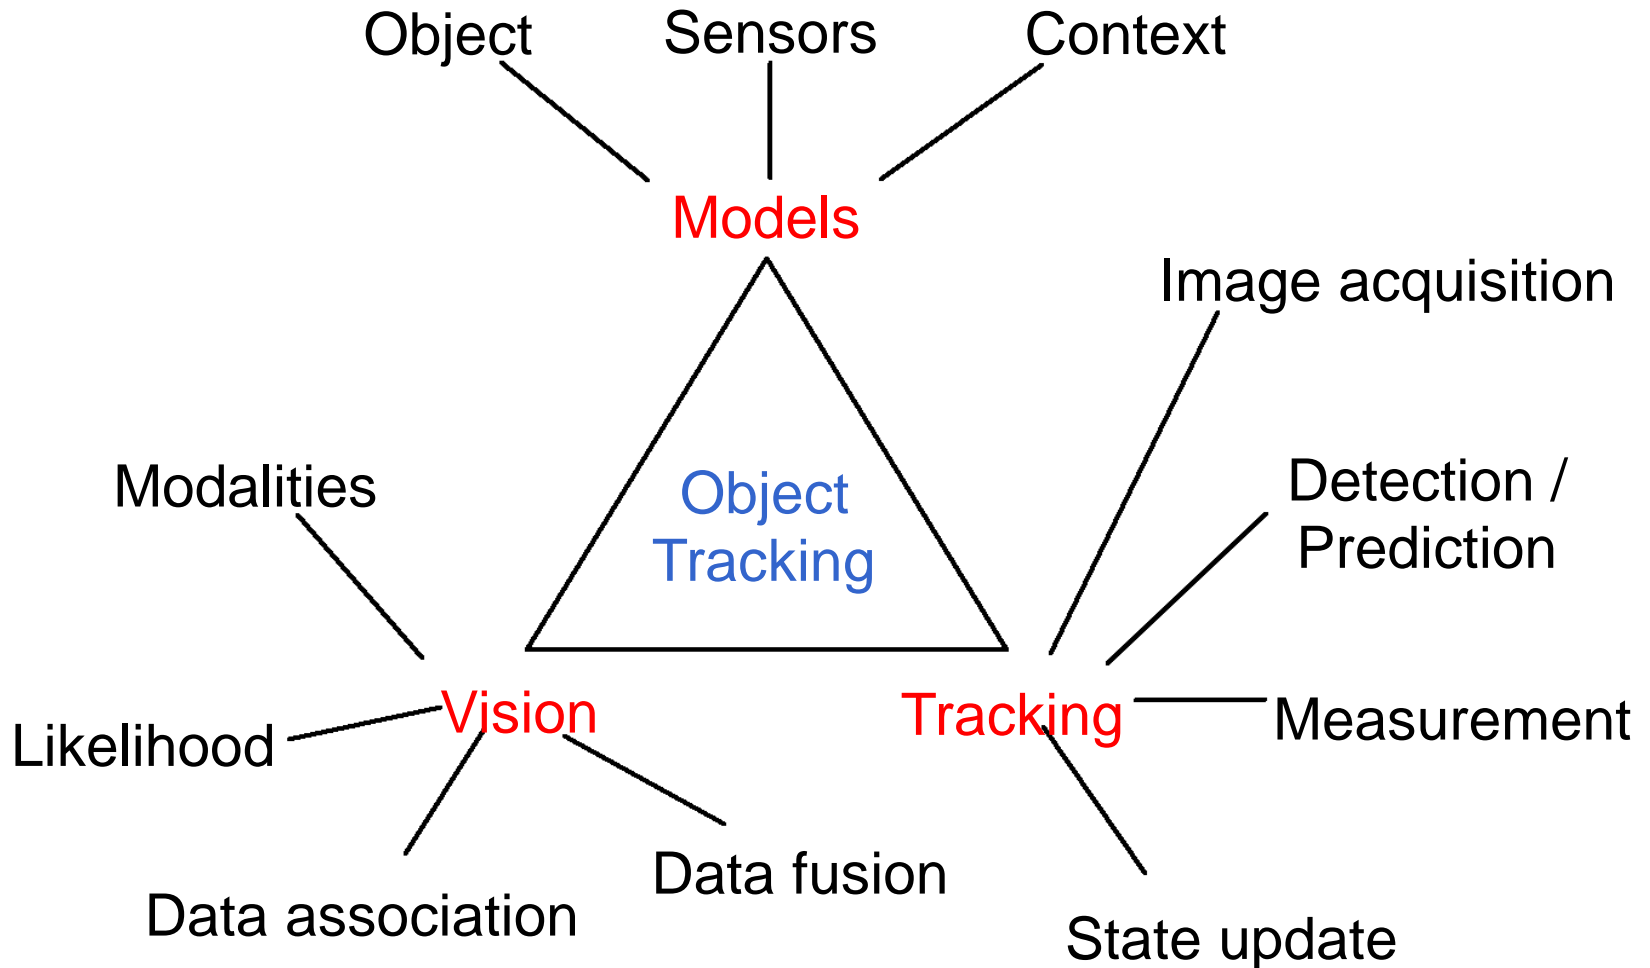 Object
Sensors
Context
Models
Image acquisition
Modalities
Object
Tracking
Detection /
Prediction
Likelihood
Vision
Tracking
Measurement
Data association
Data fusion
State update